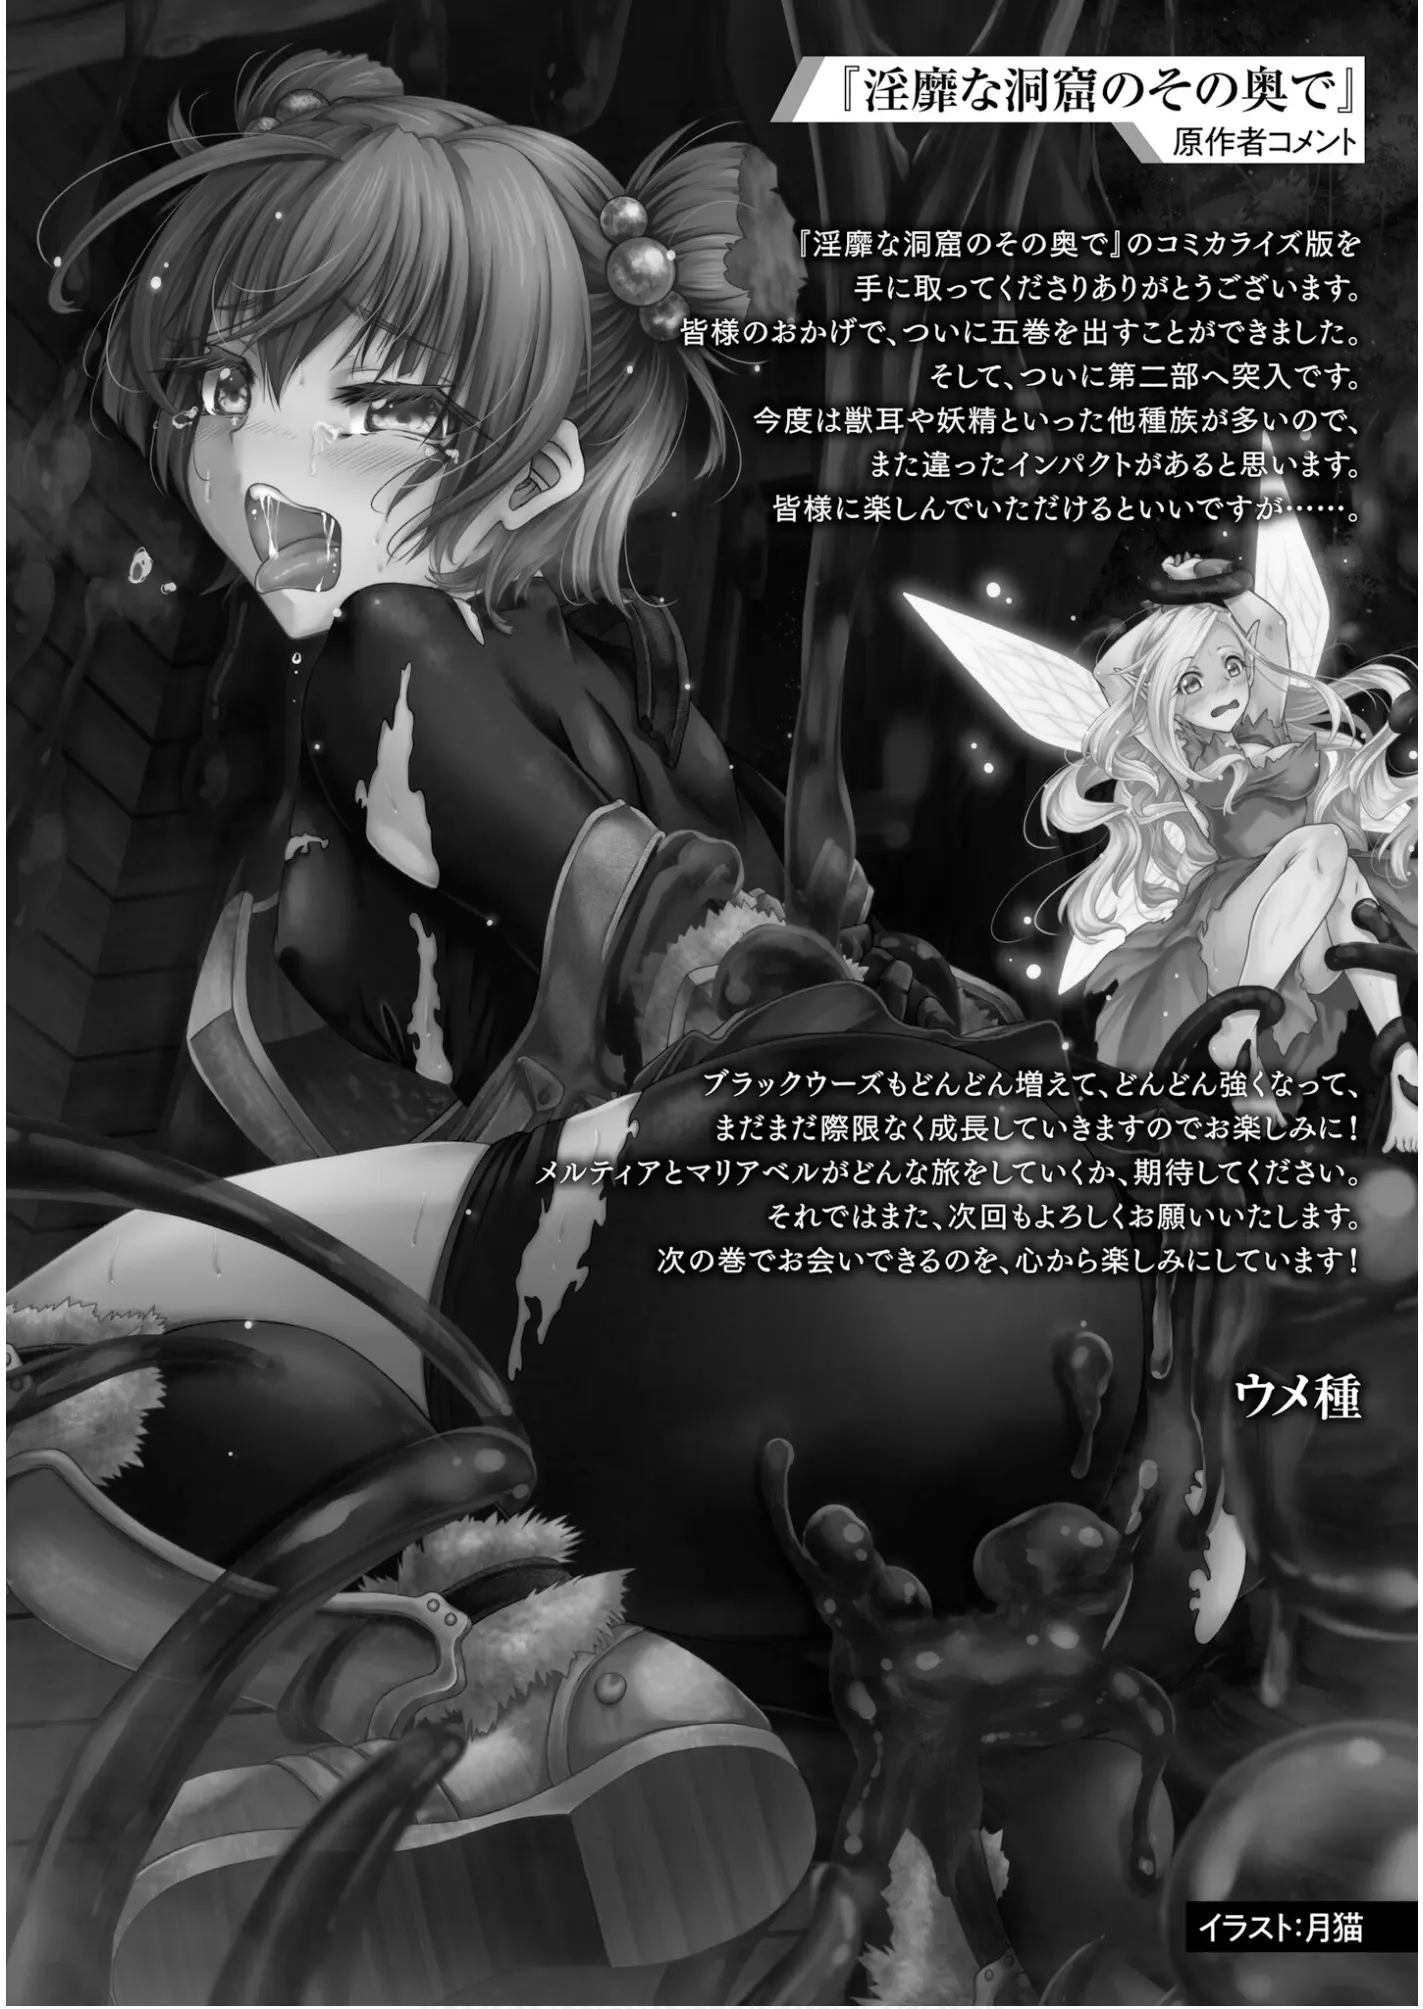 『淫靡な洞窟のその奥で』
原作者コメント
『淫靡な洞窟のその奥で』のコミカライズ版を
手に取ってくださりありがとうございます。
皆様のおかげで、ついに五巻を出すことができました。
そして、ついに第二部へ突入です。
今度は獣耳や妖精といった他種族が多いので、
また違ったインパクトがあると思います。
皆様に楽しんでいただけるといいですが……。
ブラックウーズもどんどん増えて、どんどん強くなって、
まだまだ際限なく成長していきますのでお楽しみに！
メルティアとマリアベルがどんな旅をしていくか、期待してください。
それではまた、次回もよろしくお願いいたします。
次の巻でお会いできるのを、心から楽しみにしています！
ウメ種
イラスト：月猫